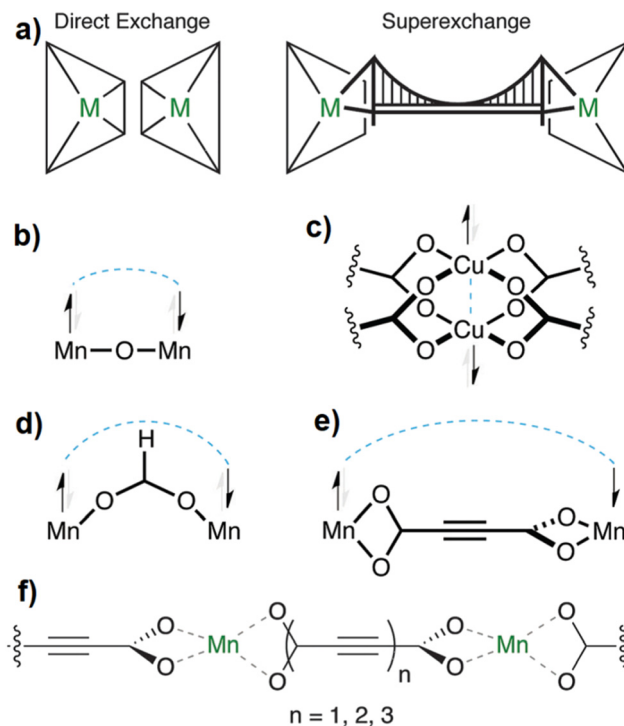 a) Direct Exchange Superexchange
M M M M
b) c)
O Cu O
O O
Mn—O—Mn
O Cu O
O O
d) e)
H
O O
Mn Mn
O O
Mn Mn
O O
f)
O O O O
Mn Mn
O O n O O
n = 1, 2, 3